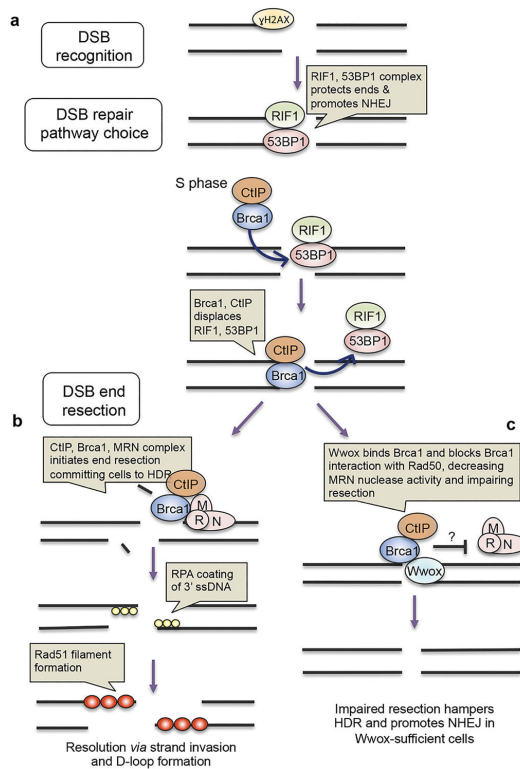 a
DSB
recognition
γH2AX
RIF1, 53BP1 complex
protects ends &
promotes NHEJ
DSB repair
pathway choice
RIF1
53BP1
S phase
CtIP
Brca1
RIF1
53BP1
Brca1, CtIP
displaces
RIF1, 53BP1
RIF1
53BP1
CtIP
Brca1
DSB end
resection
b
CtIP, Brca1, MRN complex
initiates end resection
committing cells to HDR
CtIP
Brca1
M
R N
RPA coating
of 3' ssDNA
Rad51 filament
formation
Resolution via strand invasion
and D-loop formation
c
Wwox binds Brca1 and blocks Brca1
interaction with Rad50, decreasing
MRN nuclease activity and impairing
resection
CtIP
Brca1
?
M
R N
Wwox
Impaired resection hampers
HDR and promotes NHEJ in
Wwox-sufficient cells